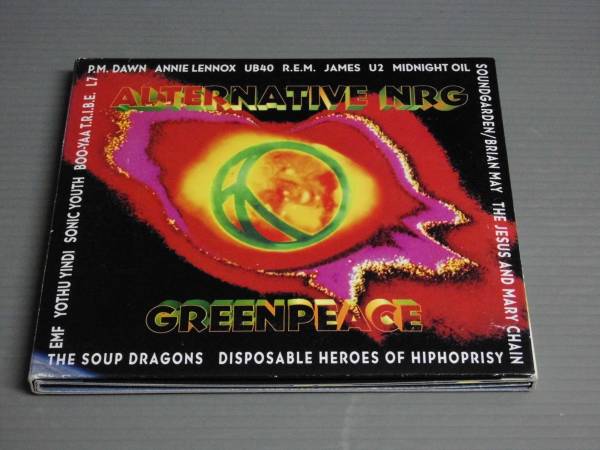 P.M. DAWN ANNIE LENNOX UB40 R.E.M. JAMES U2 MIDNIGHT OIL
SOUNDGARDEN/BRIAN MAY THE JESUS AND MARY CHAIN
ALTERNATIVE NRG
GREENPEACE
EMF YOTHU YINDI SONIC YOUTH BOO-YAA T.R.I.B.E. L7
THE SOUP DRAGONS DISPOSABLE HEROES OF HIPHOPRISY